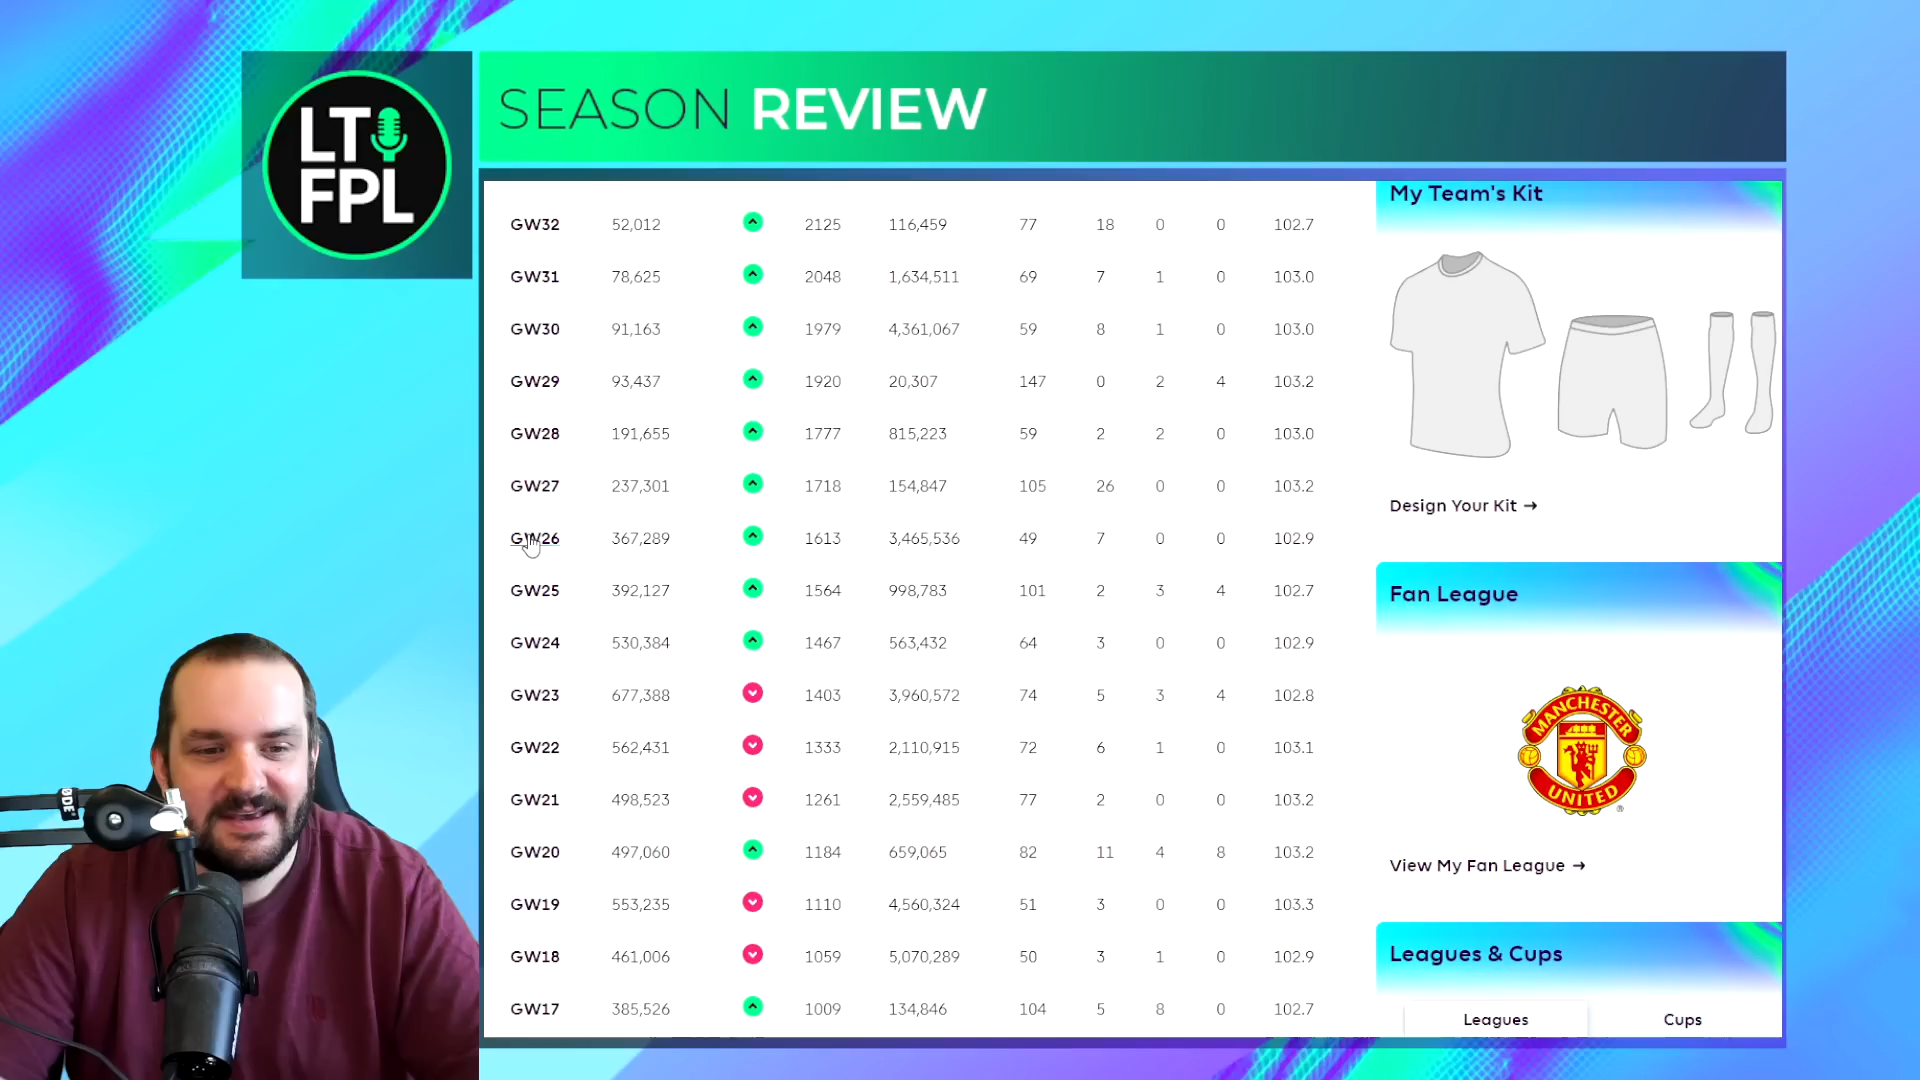 LT
FPL
SEASON REVIEW
GW32 52,012 2125 116,459 77 18 0 0 102.7
GW31 78,625 2048 1,634,511 69 7 1 0 103.0
GW30 91,163 1979 4,361,067 59 8 1 0 103.0
GW29 93,437 1920 20,307 147 0 2 4 103.2
GW28 191,655 1777 815,223 59 2 2 0 103.0
GW27 237,301 1718 154,847 105 26 0 0 103.2
GW26 367,289 1613 3,465,536 49 7 0 0 102.9
GW25 392,127 1564 998,783 101 2 3 4 102.7
GW24 530,384 1467 563,432 64 3 0 0 102.9
GW23 677,388 1403 3,960,572 74 5 3 4 102.8
GW22 562,431 1333 2,110,915 72 6 1 0 103.1
GW21 498,523 1261 2,559,485 77 2 0 0 103.2
GW20 497,060 1184 659,065 82 11 4 8 103.2
GW19 553,235 1110 4,560,324 51 3 0 0 103.3
GW18 461,006 1059 5,070,289 50 3 1 0 102.9
GW17 385,526 1009 134,846 104 5 8 0 102.7
My Team's Kit
Design Your Kit →
Fan League
MANCHESTER
UNITED
®
View My Fan League →
Leagues & Cups
Leagues Cups
RØDE